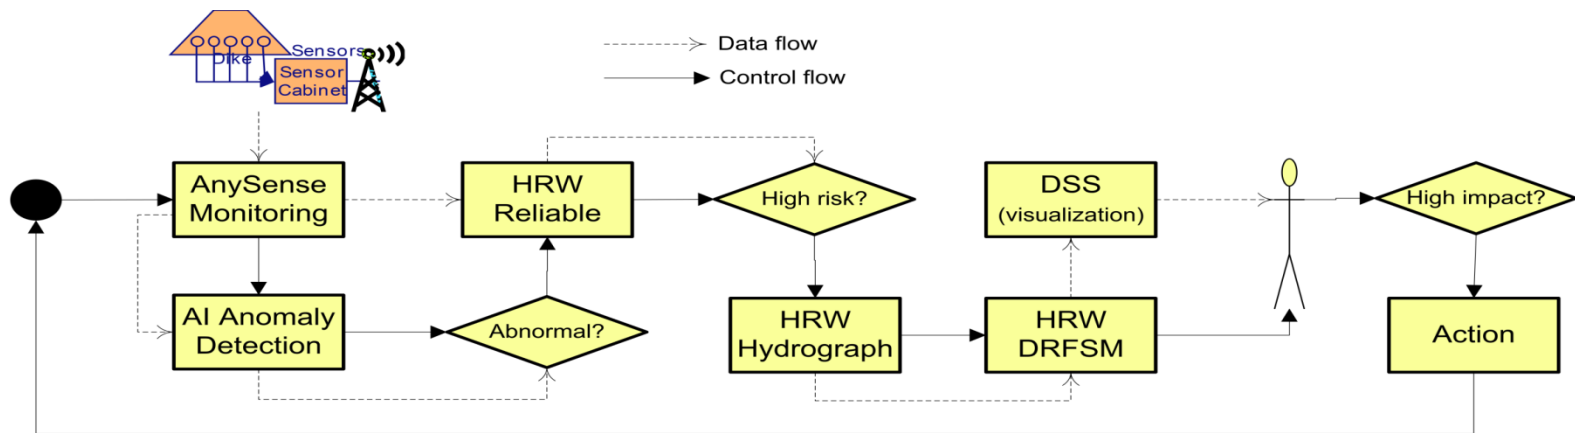 Dike
Sensors
Sensor
Cabinet
Data flow
Control flow
AnySense
Monitoring
HRW
Reliable
High risk?
DSS
(visualization)
High impact?
AI Anomaly
Detection
Abnormal?
HRW
Hydrograph
HRW
DRFSM
Action